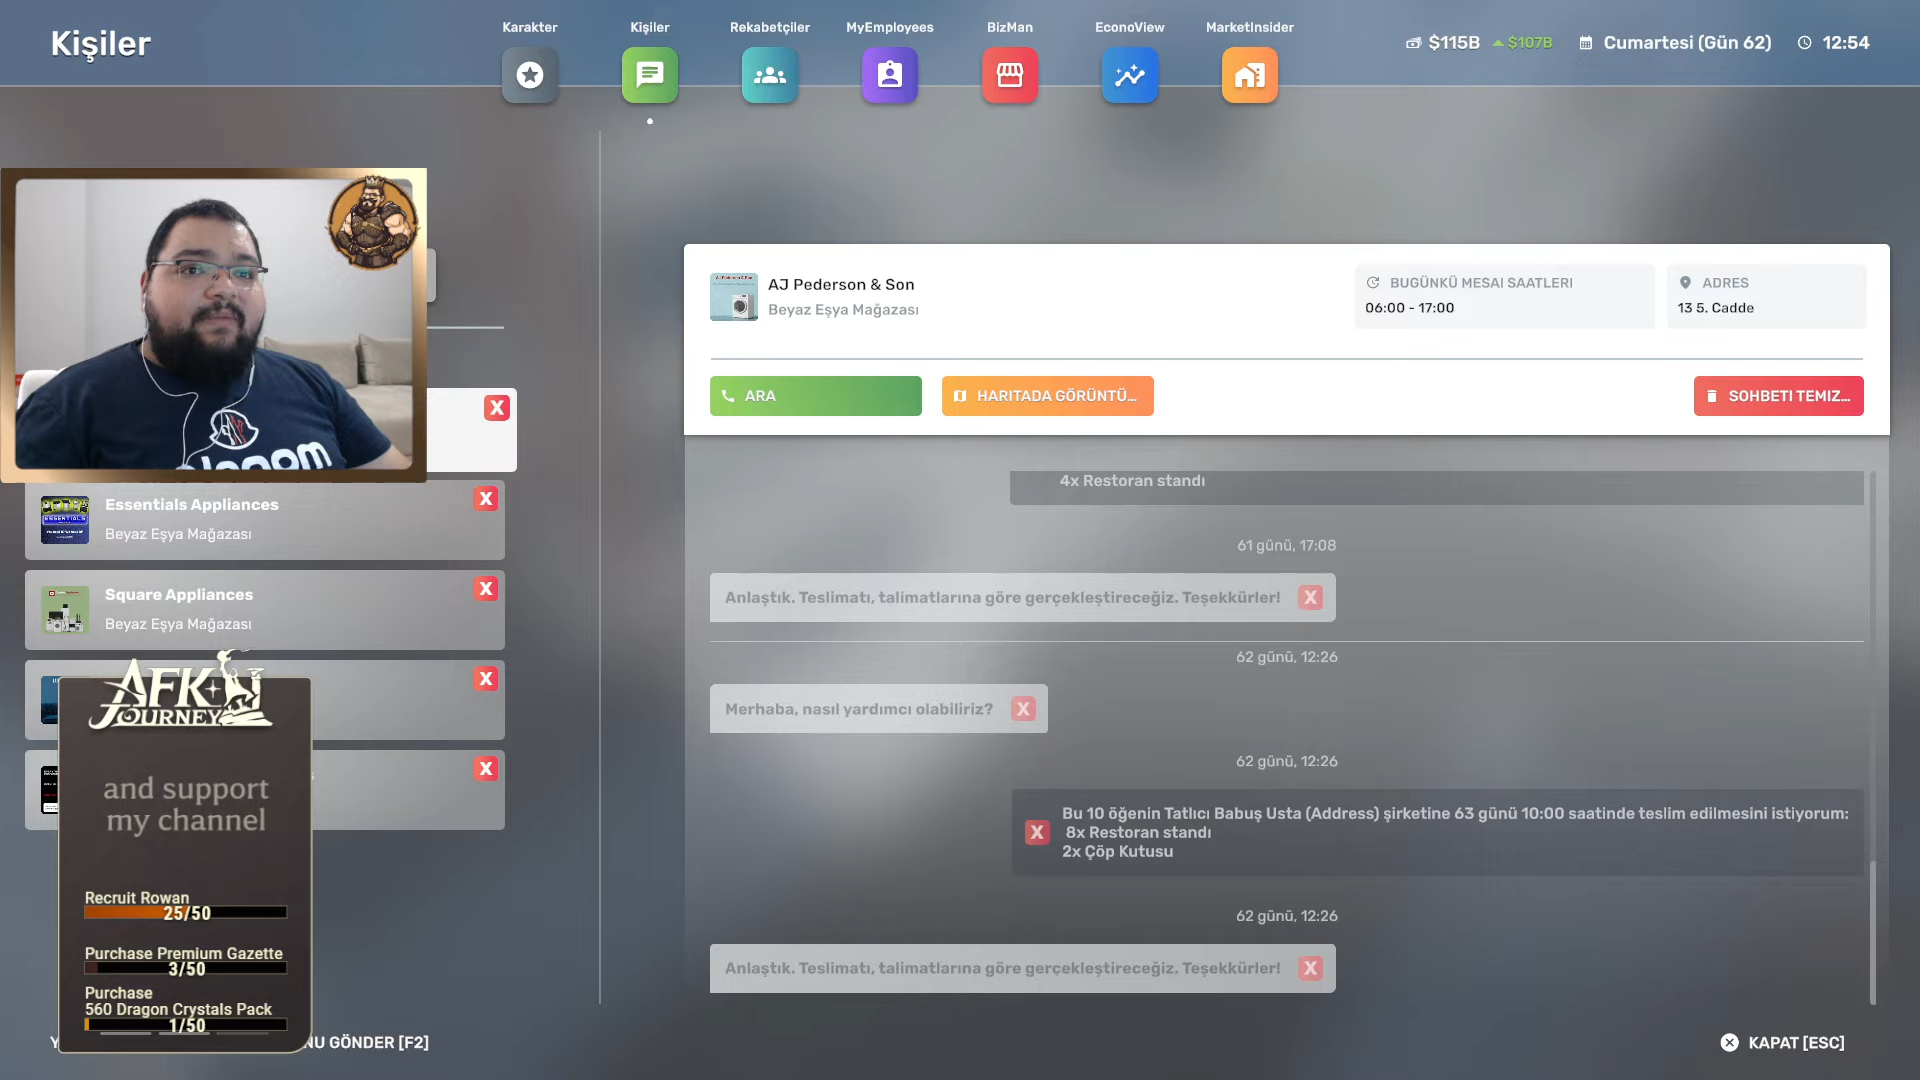 Kişiler
Karakter
Kişiler
Rekabetçiler
MyEmployees
BizMan
EconoView
MarketInsider
$115B
$107B
Cumartesi (Gün 62)
12:54
AJ Pederson & Son
Beyaz Eşya Mağazası
BUGÜNKÜ MESAI SAATLERI
06:00 - 17:00
ADRES
13 5. Cadde
ARA
HARITADA GÖRÜNTÜ...
SOHBETI TEMIZ...
X
Essentials Appliances
Beyaz Eşya Mağazası
X
Square Appliances
Beyaz Eşya Mağazası
X
X
X
4x Restoran standı
61 günü, 17:08
Anlaştık. Teslimatı, talimatlarına göre gerçekleştireceğiz. Teşekkürler!
X
62 günü, 12:26
Merhaba, nasıl yardımcı olabiliriz?
X
62 günü, 12:26
X
Bu 10 öğenin Tatlıcı Babuş Usta (Address) şirketine 63 günü 10:00 saatinde teslim edilmesini istiyorum:
8x Restoran standı
2x Çöp Kutusu
62 günü, 12:26
Anlaştık. Teslimatı, talimatlarına göre gerçekleştireceğiz. Teşekkürler!
X
AFK
JOURNEY
and support
my channel
Recruit Rowan
25/50
Purchase Premium Gazette
3/50
Purchase
560 Dragon Crystals Pack
1/50
NU GÖNDER [F2]
KAPAT [ESC]